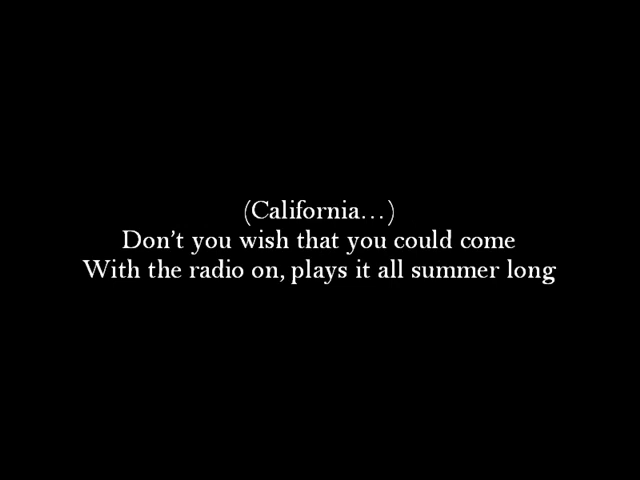 (California...)
Don't you wish that you could come
With the radio on, plays it all summer long